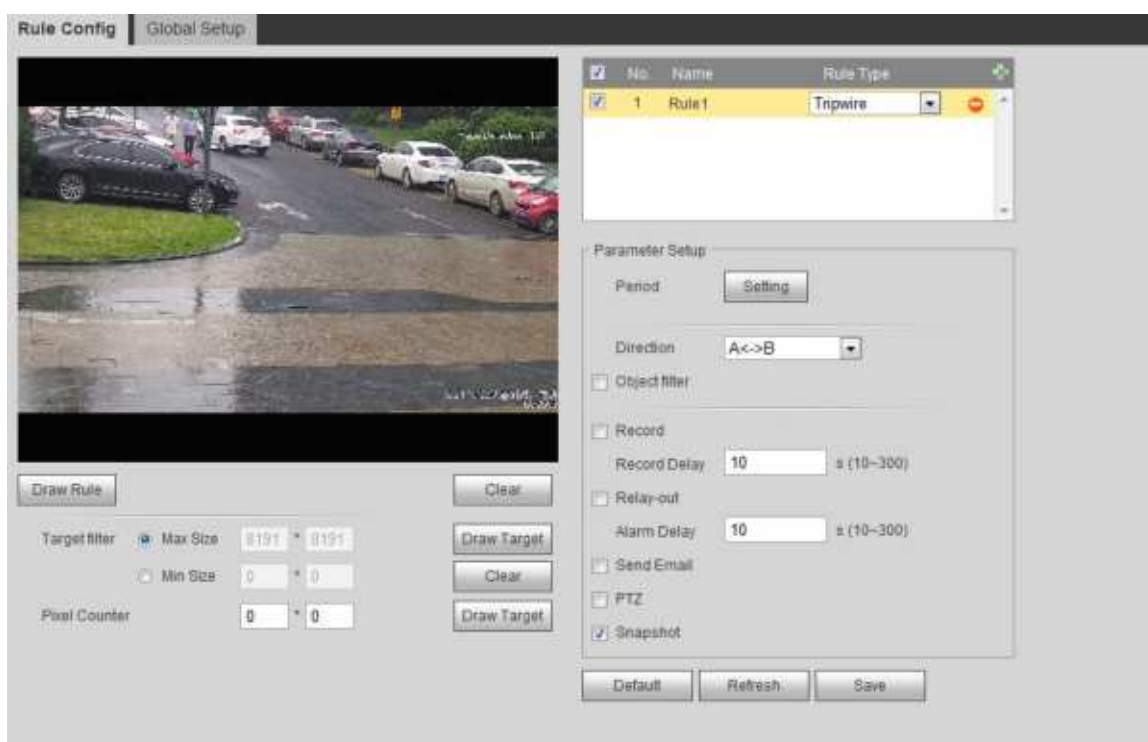 Rule Config Global Setup
No. Name Rule Type
1 Rule1 Tripwire
Parameter Setup
Period Setting
Direction A<->B
Object filter
Record
Record Delay 10 s (10~300)
Relay-out
Alarm Delay 10 s (10~300)
Send Email
PTZ
Snapshot
Default Refresh Save
Draw Rule Clear
Target filter Max Size 8191 * 8191 Draw Target
Min Size 0 * 0 Clear
Pixel Counter 0 * 0 Draw Target